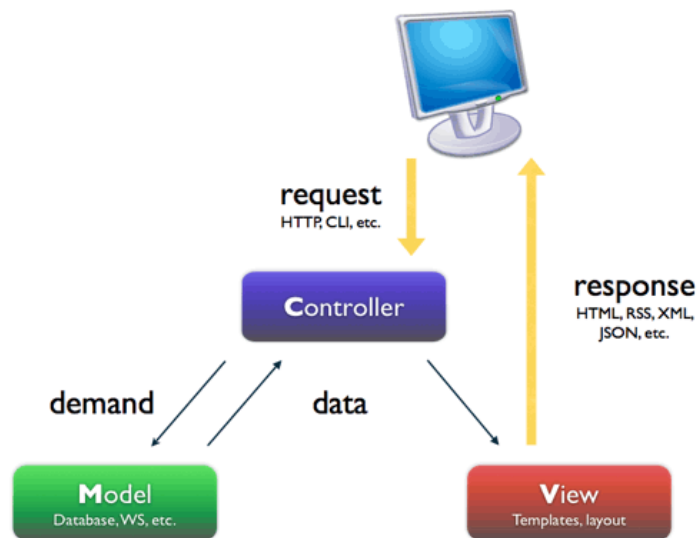 request
HTTP, CLI, etc.
Controller
response
HTML, RSS, XML,
JSON, etc.
demand
data
Model
Database, WS, etc.
View
Templates, layout